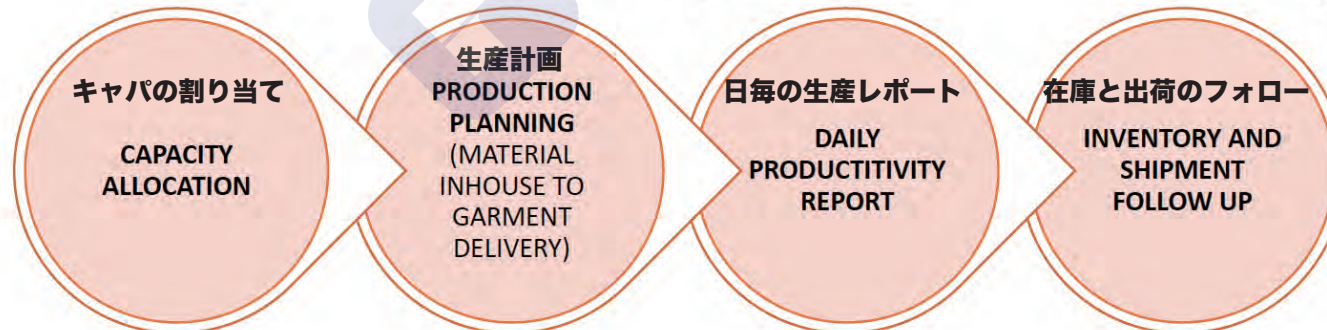 キャパの割り当て
CAPACITY
ALLOCATION
生産計画
PRODUCTION
PLANNING
(MATERIAL
INHOUSE TO
GARMENT
DELIVERY)
日毎の生産レポート
DAILY
PRODUCTITIVITY
REPORT
在庫と出荷のフォロー
INVENTORY AND
SHIPMENT
FOLLOW UP